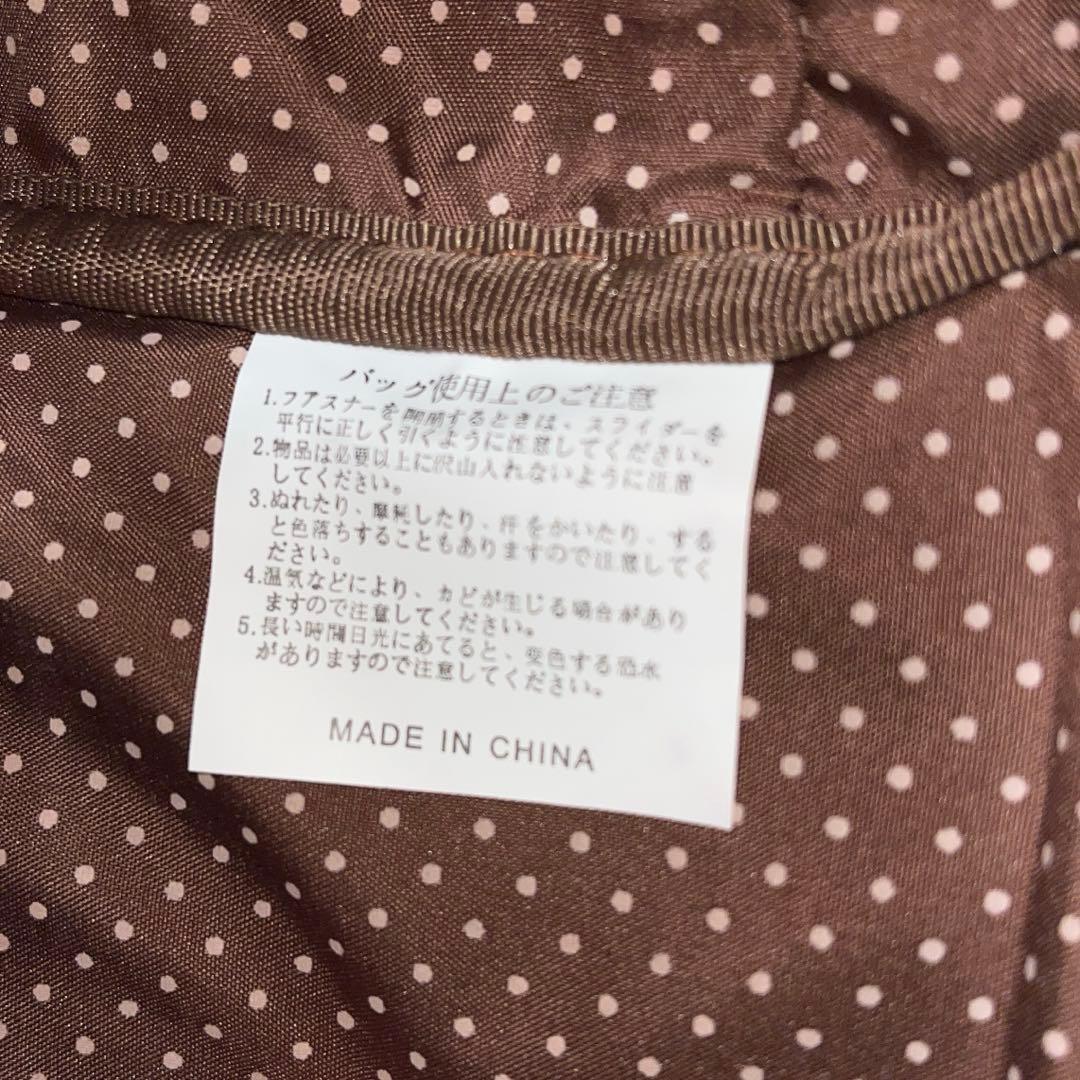 バッグ使用上のご注意
1.フアスナーを開閉するときは、スライダーを
平行に正しく引くように注意してください。
2.物品は必要以上に沢山入れないように注意
してください。
3.ぬれたり、摩耗したり、汗をかいたり、する
と色落ちすることもありますので注意してく
ださい。
4.温気などにより、カどが生じる場合があり
ますので注意してください。
5.長い時間日光にあてると、变色する恐水
がありますので注意してください。
MADE IN CHINA